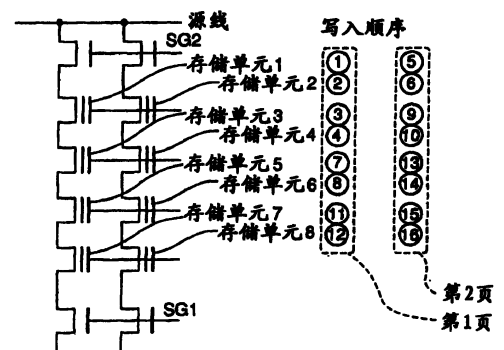 源线
写入顺序
SG2
存储单元1
① ⑤
存储单元2
② ⑥
存储单元3
③ ⑨
存储单元4
④ ⑩
存储单元5
⑦ ⑬
存储单元6
⑧ ⑭
存储单元7
⑪ ⑮
存储单元8
⑫ ⑯
SG1
第2页
第1页